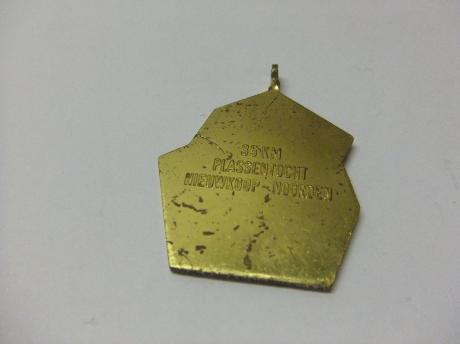 35 KM
PLASSENTOCHT
NIEUWKOOP - NOORDEN